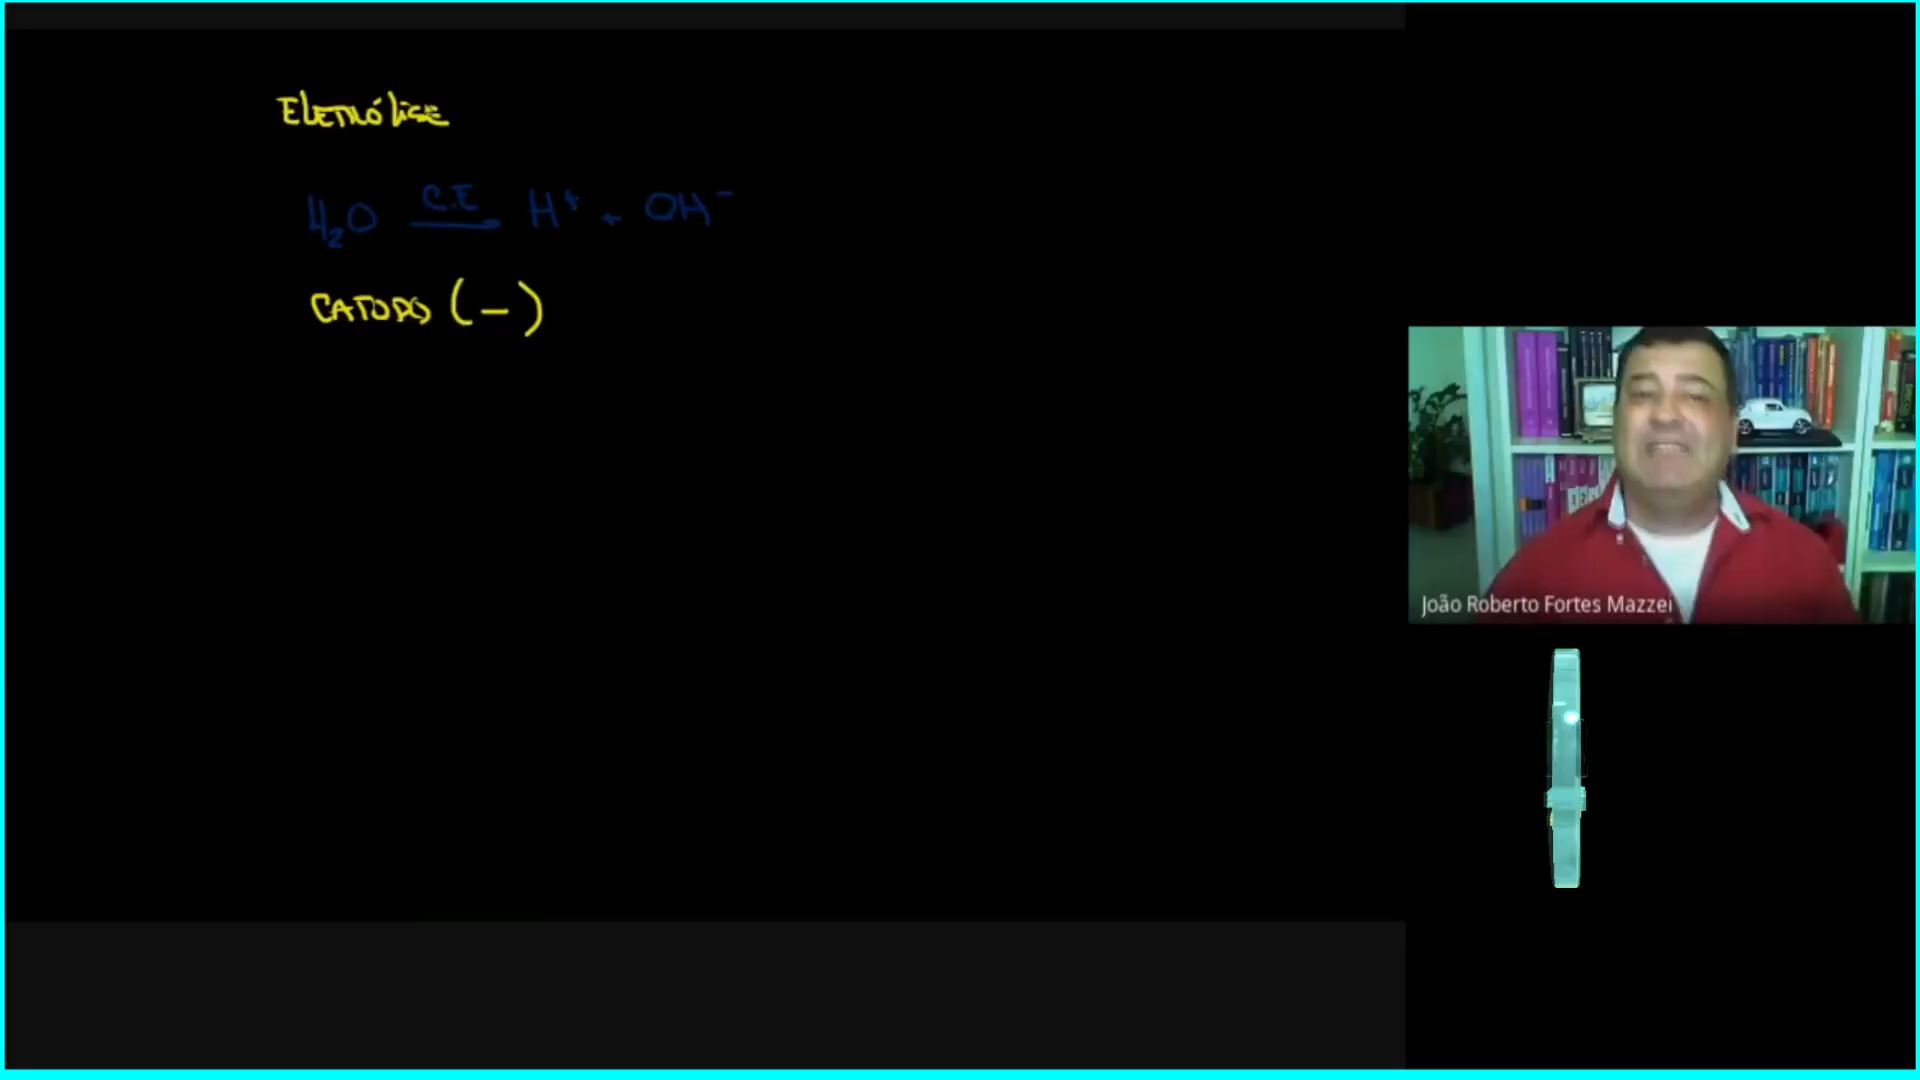 Eletrólise
H₂O C.E → H⁺ + OH⁻
CATODO (-)
João Roberto Fortes Mazzei